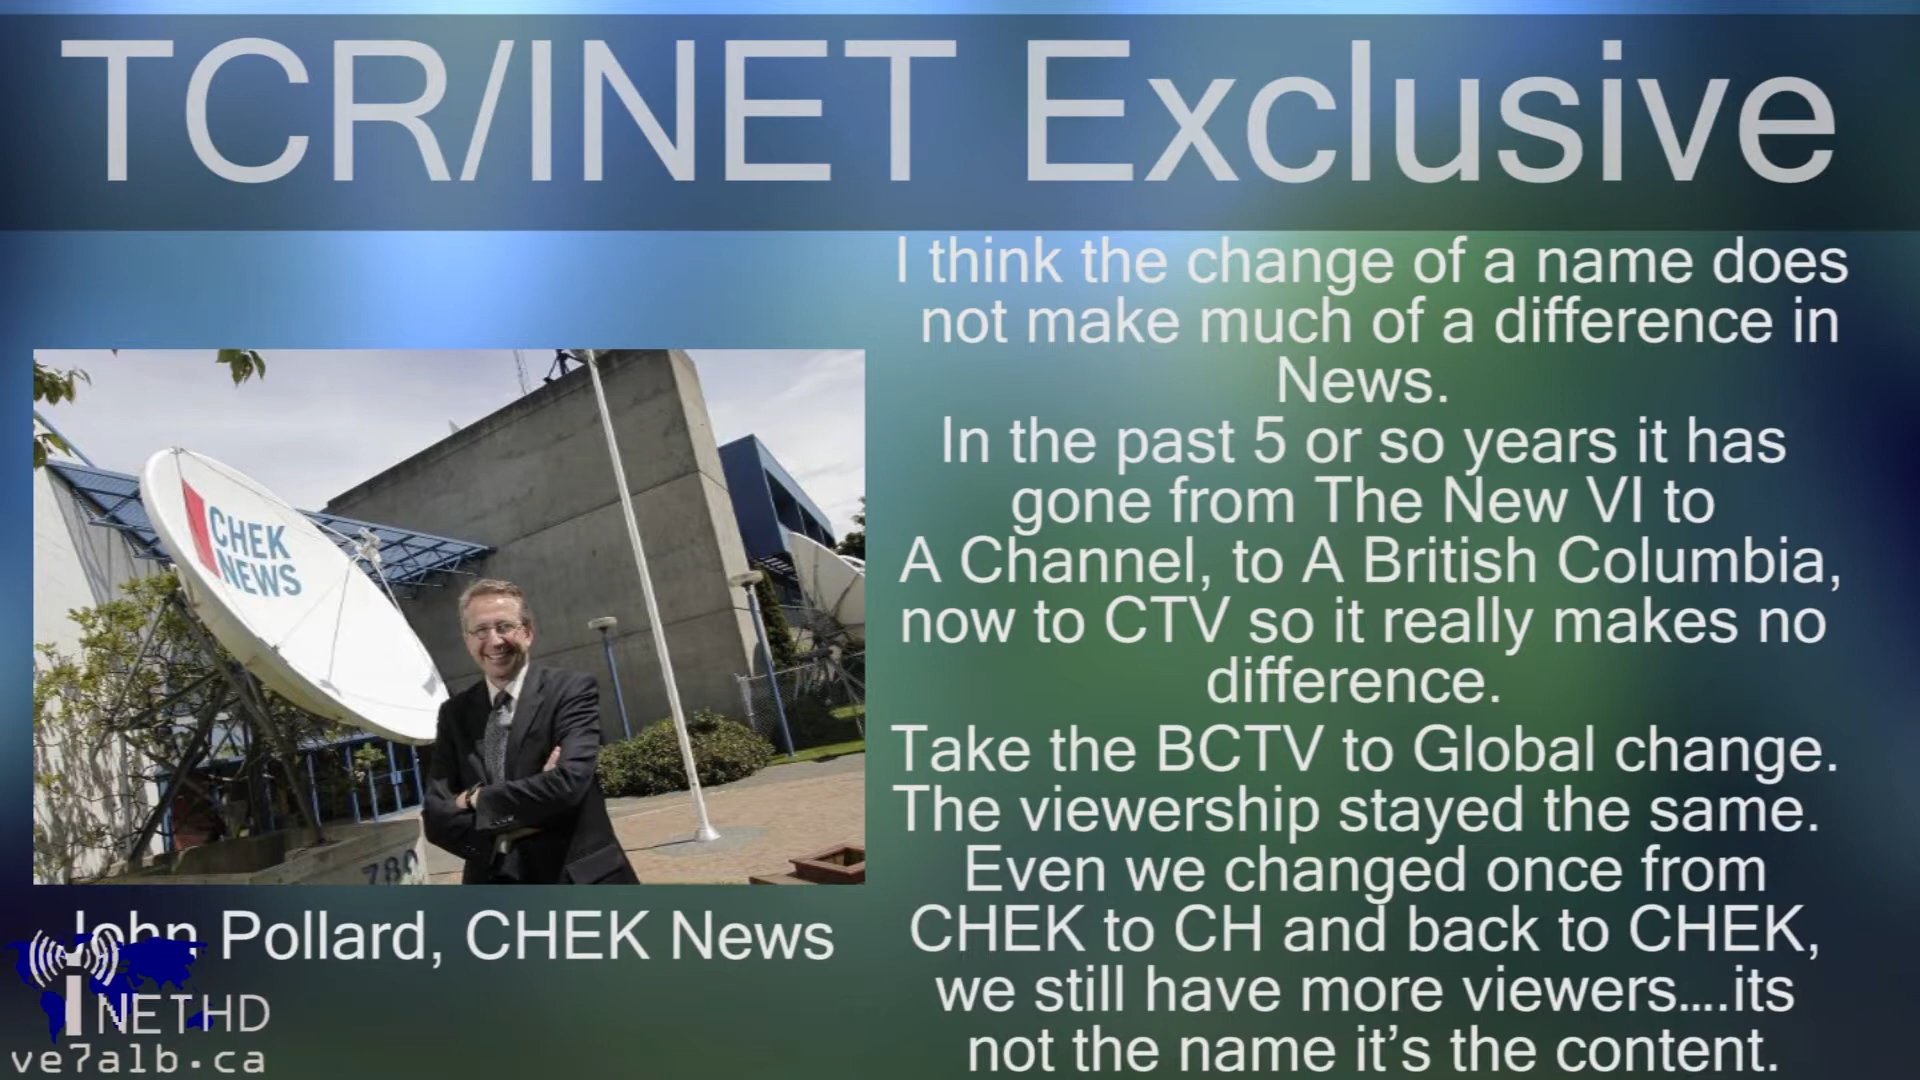 TCR/INET Exclusive
I think the change of a name does
not make much of a difference in
News.
In the past 5 or so years it has
gone from The New VI to
A Channel, to A British Columbia,
now to CTV so it really makes no
difference.
Take the BCTV to Global change.
The viewership stayed the same.
Even we changed once from
CHEK to CH and back to CHEK,
we still have more viewers....its
not the name it's the content.
CHEK
NEWS
780
John Pollard, CHEK News
iNETHD
ve7alb.ca